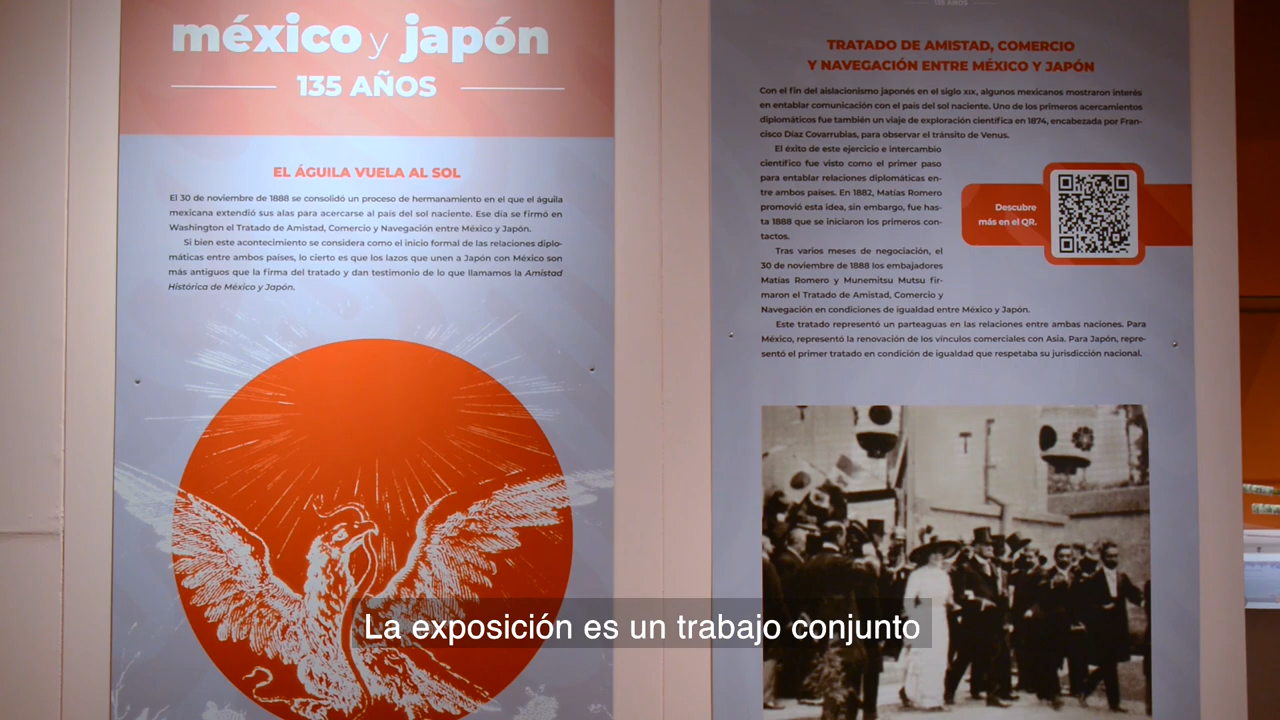 méxico y japón
135 AÑOS
EL ÁGUILA VUELA AL SOL
El 30 de noviembre de 1888 se consolidó un proceso de hermanamiento en el que el águila
mexicana extendió sus alas para acercarse al país del sol naciente. Ese día se firmó en
Washington el Tratado de Amistad, Comercio y Navegación entre México y Japón.
Si bien este acontecimiento se considera como el inicio formal de las relaciones diplo-
máticas entre ambos países, lo cierto es que los lazos que unen a Japón con México son
más antiguos que la firma del tratado y dan testimonio de lo que llamamos la Amistad
Histórica de México y Japón.
135 AÑOS
TRATADO DE AMISTAD, COMERCIO
Y NAVEGACIÓN ENTRE MÉXICO Y JAPÓN
Con el fin del aislacionismo japonés en el siglo XIX, algunos mexicanos mostraron interés
en entablar comunicación con el país del sol naciente. Uno de los primeros acercamientos
diplomáticos fue también un viaje de exploración científica en 1874, encabezada por Fran-
cisco Díaz Covarrubias, para observar el tránsito de Venus.
El éxito de este ejercicio e intercambio
científico fue visto como el primer paso
para entablar relaciones diplomáticas en-
tre ambos países. En 1882, Matías Romero
promovió esta idea, sin embargo, fue has-
ta 1888 que se iniciaron los primeros con-
tactos.
Tras varios meses de negociación, el
30 de noviembre de 1888 los embajadores
Matías Romero y Munemitsu Mutsu fir-
maron el Tratado de Amistad, Comercio y
Navegación en condiciones de igualdad entre México y Japón.
Este tratado representó un parteaguas en las relaciones entre ambas naciones. Para
México, representó la renovación de los vínculos comerciales con Asia. Para Japón, repre-
sentó el primer tratado en condición de igualdad que respetaba su jurisdicción nacional.
Descubre
más en el QR.
La exposición es un trabajo conjunto